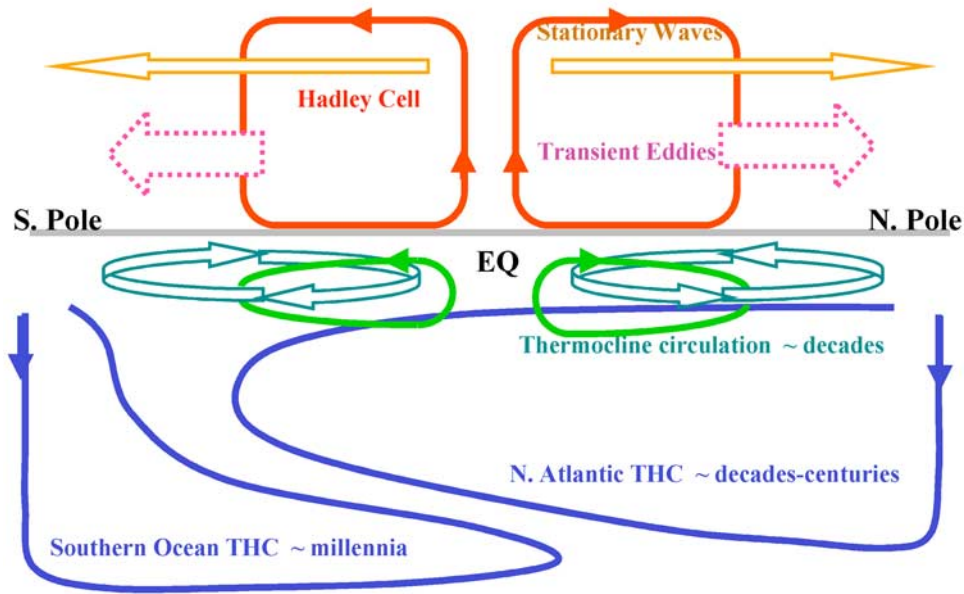 Stationary Waves
Hadley Cell
Transient Eddies
S. Pole
N. Pole
EQ
Thermocline circulation ~ decades
N. Atlantic THC ~ decades-centuries
Southern Ocean THC ~ millennia